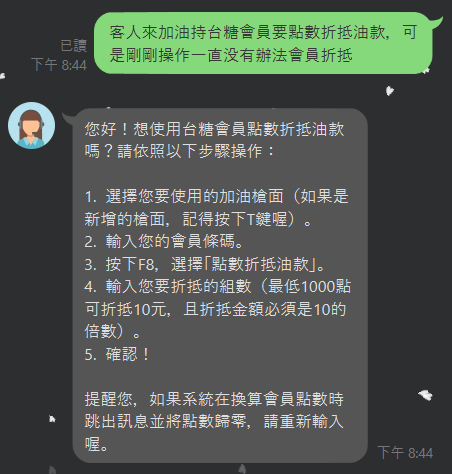 客人來加油持台糖會員要點數折抵油款，可
是剛剛操作一直没有辦法會員折抵
已讀
下午 8:44
您好！想使用台糖會員點數折抵油款
嗎？請依照以下步驟操作：
1. 選擇您要使用的加油槍面（如果是
新增的槍面，記得按下T鍵喔）。
2. 輸入您的會員條碼。
3. 按下F8，選擇「點數折抵油款」。
4. 輸入您要折抵的組數（最低1000點
可折抵10元，且折抵金額必須是10的
倍數）。
5. 確認！
提醒您，如果系統在換算會員點數時
跳出訊息並將點數歸零，請重新輸入
喔。
下午 8:44